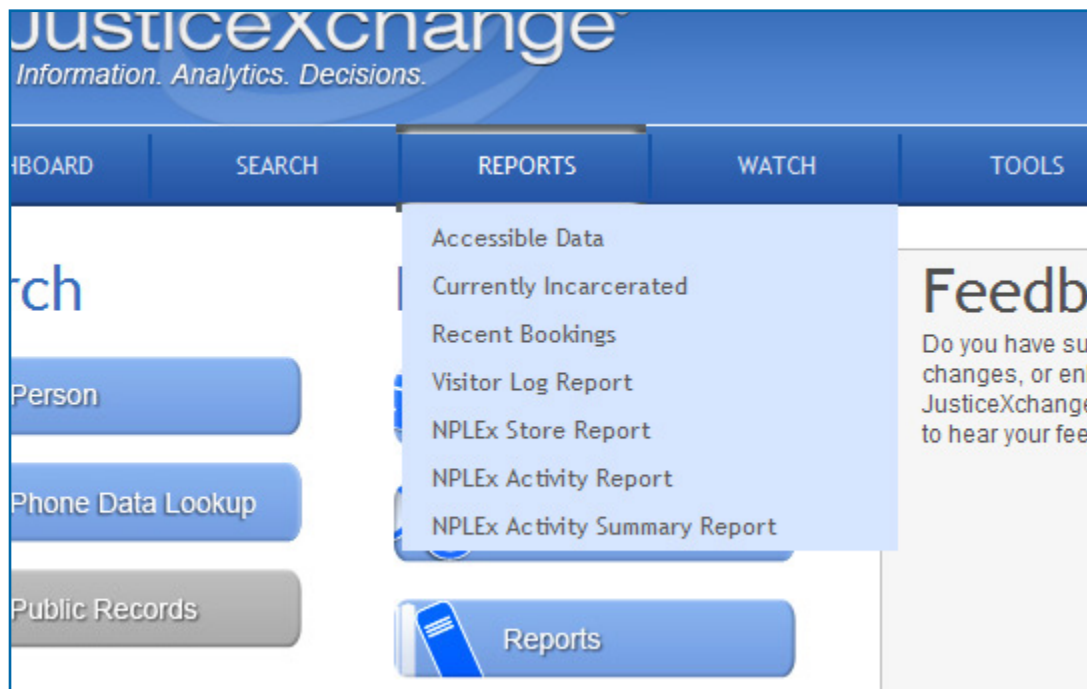 JusticeXchange
Information. Analytics. Decisions.
HBOARD
SEARCH
REPORTS
WATCH
TOOLS
Accessible Data
Currently Incarcerated
Recent Bookings
Visitor Log Report
NPLEx Store Report
NPLEx Activity Report
NPLEx Activity Summary Report
rch
Person
Phone Data Lookup
Public Records
Reports
Feedb
Do you have su
changes, or en
JusticeXchange
to hear your fee